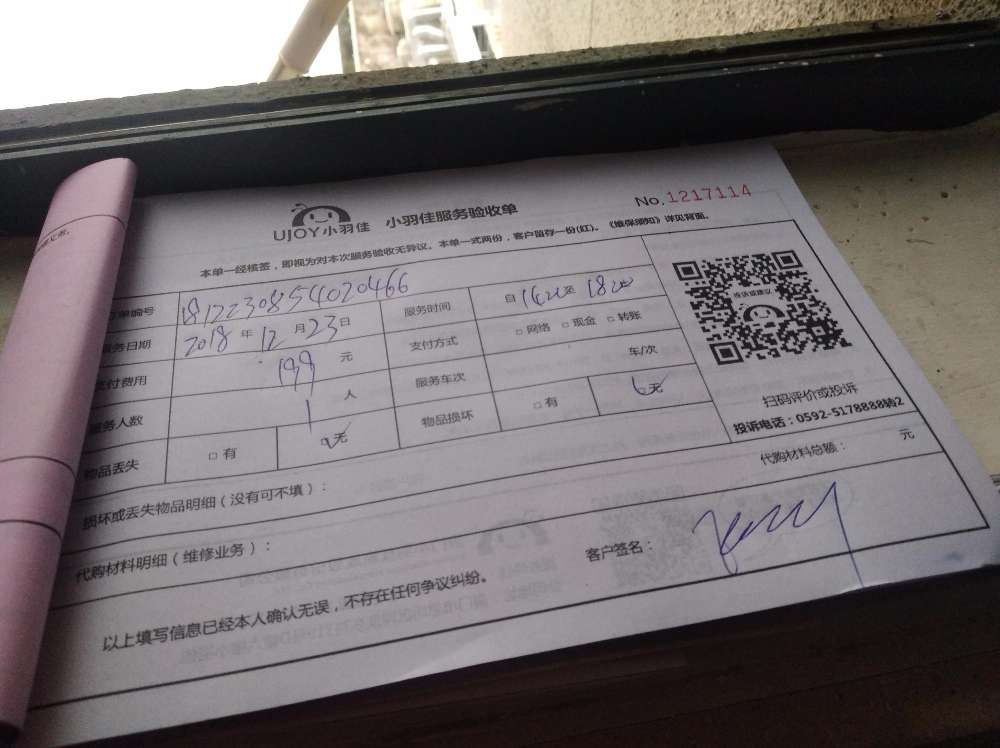 UJOY小羽佳 小羽佳服务验收单 No.1217114
本单一经核签，即视为对本次服务验收无异议。本单一式两份，客户留存一份(红)。《维保须知》详见背面。
单编号 1812230854020466 服务时间 自 至
服务日期 2018 年 12 月 23 日 支付方式 □ 网络 □ 现金 □ 转账
支付费用 199 元 服务车次 车/次
服务人数 1 人 物品损坏 □ 有 无
物品丢失 □ 有 无
投诉或建议
扫码评价或投诉
投诉电话：0592-5178888转2
损坏或丢失物品明细（没有可不填）：
代购材料总额： 元
代购材料明细（维修业务）：
客户签名：
以上填写信息已经本人确认无误，不存在任何争议纠纷。